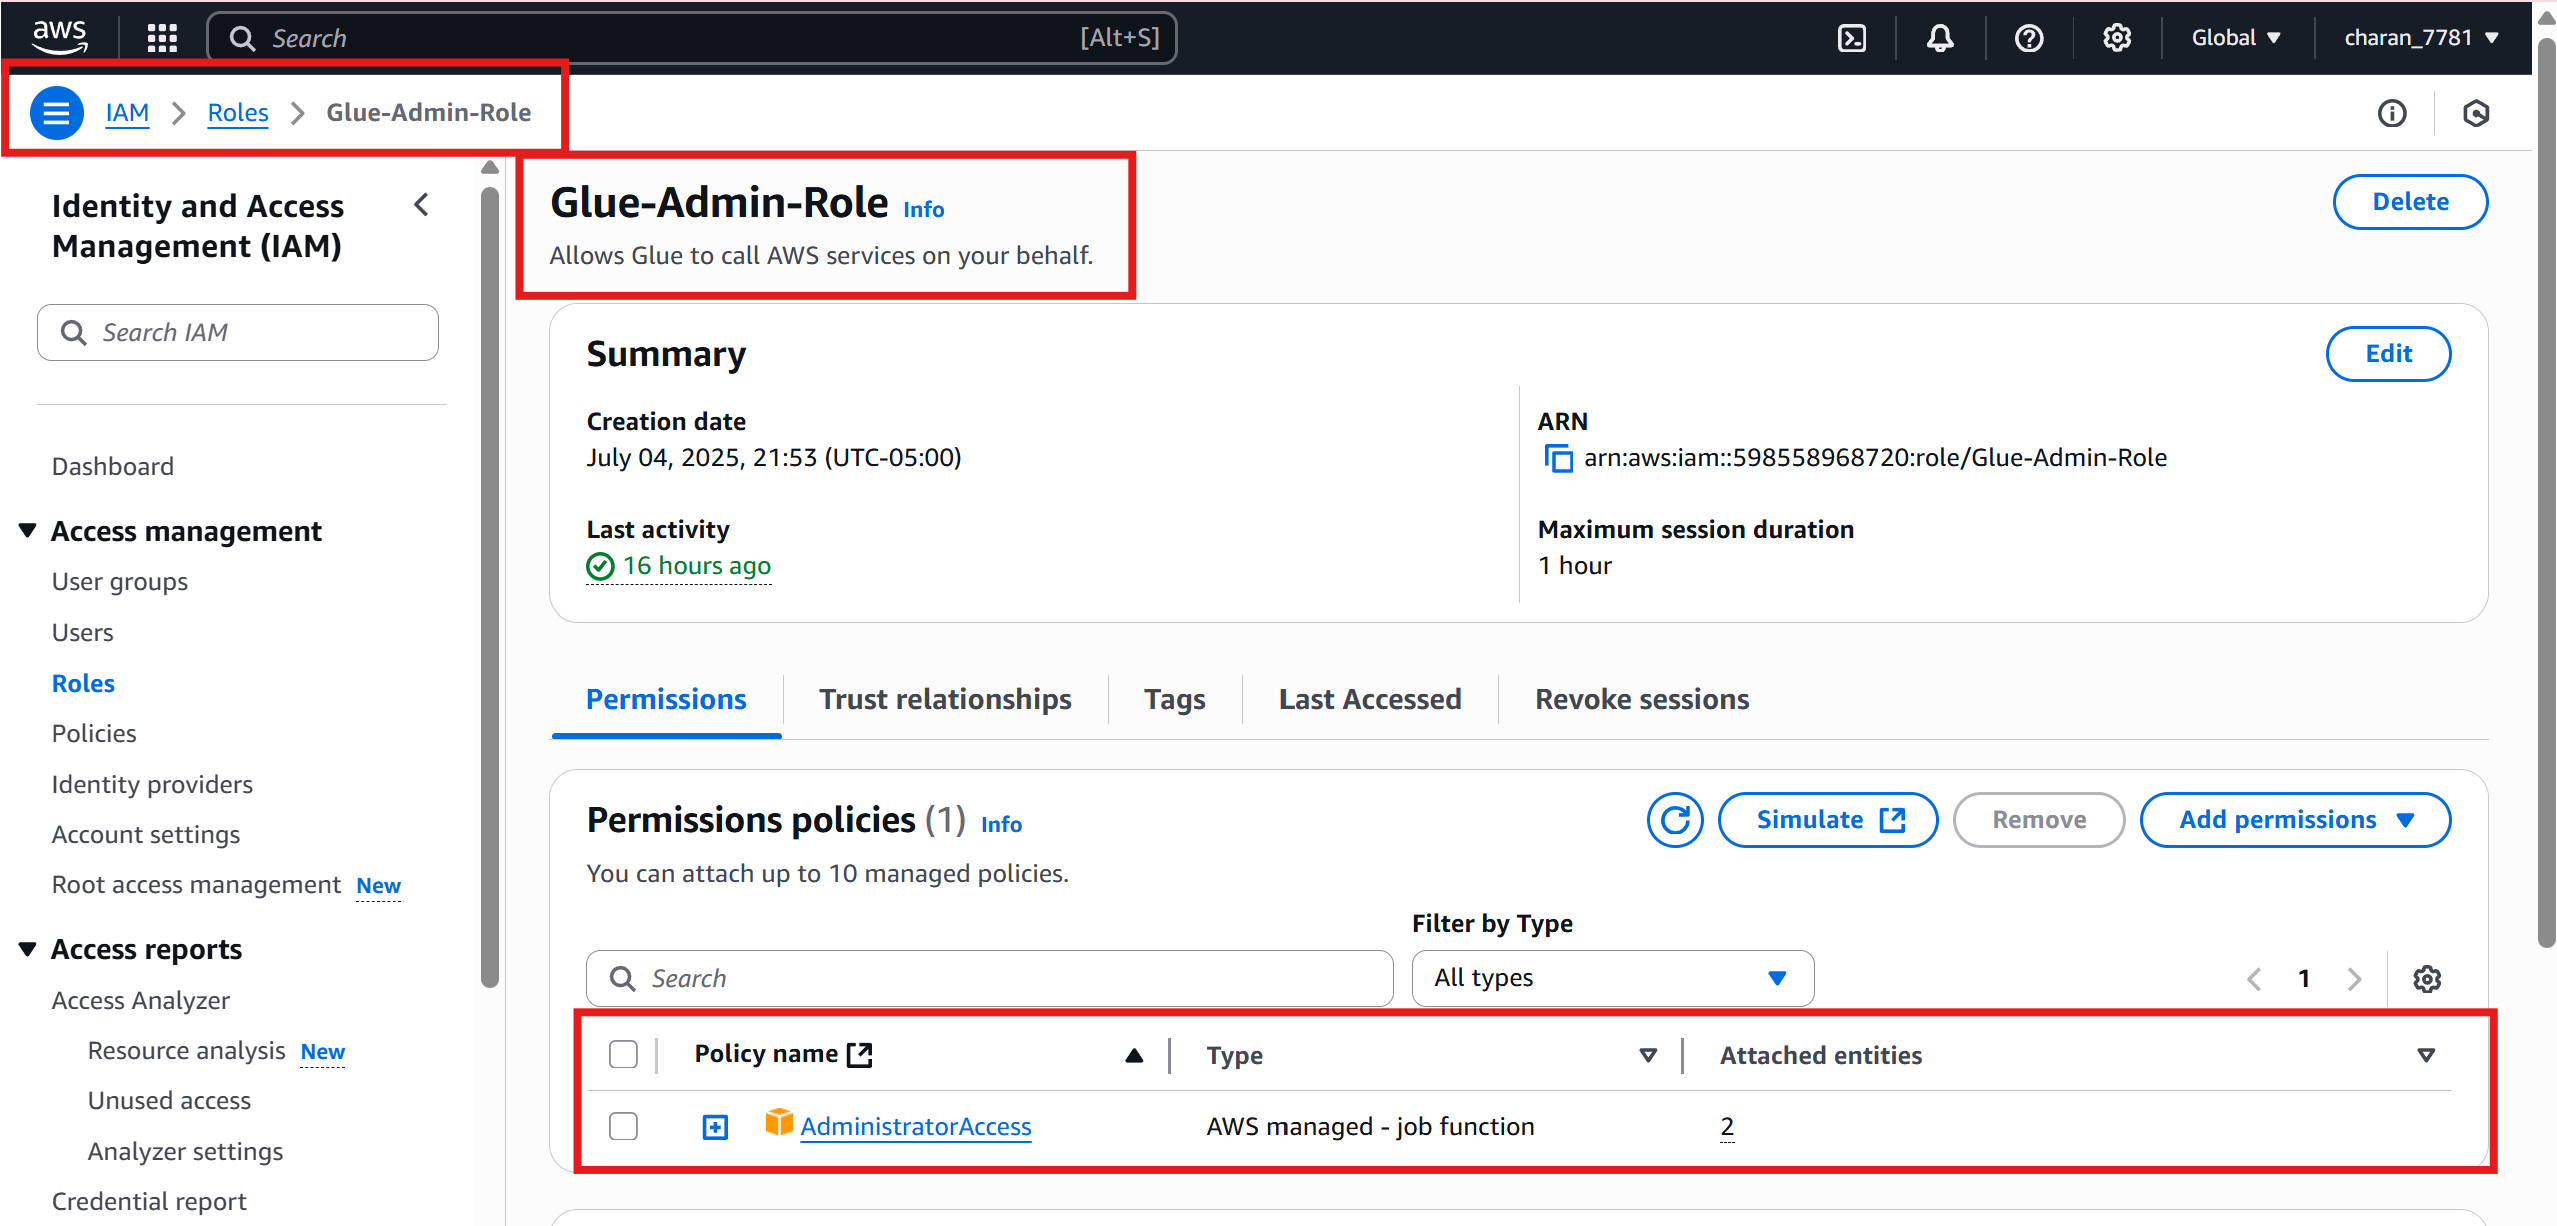 aws
Search [Alt+S]
Global
charan_7781
IAM
Roles
Glue-Admin-Role
Identity and Access
Management (IAM)
Search IAM
Dashboard
Access management
User groups
Users
Roles
Policies
Identity providers
Account settings
Root access management New
Access reports
Access Analyzer
Resource analysis New
Unused access
Analyzer settings
Credential report
Glue-Admin-Role Info
Allows Glue to call AWS services on your behalf.
Delete
Summary
Edit
Creation date
July 04, 2025, 21:53 (UTC-05:00)
ARN
arn:aws:iam::598558968720:role/Glue-Admin-Role
Last activity
16 hours ago
Maximum session duration
1 hour
Permissions
Trust relationships
Tags
Last Accessed
Revoke sessions
Permissions policies (1) Info
You can attach up to 10 managed policies.
Simulate
Remove
Add permissions
Filter by Type
Search
All types
1
Policy name
Type
Attached entities
AdministratorAccess
AWS managed - job function
2